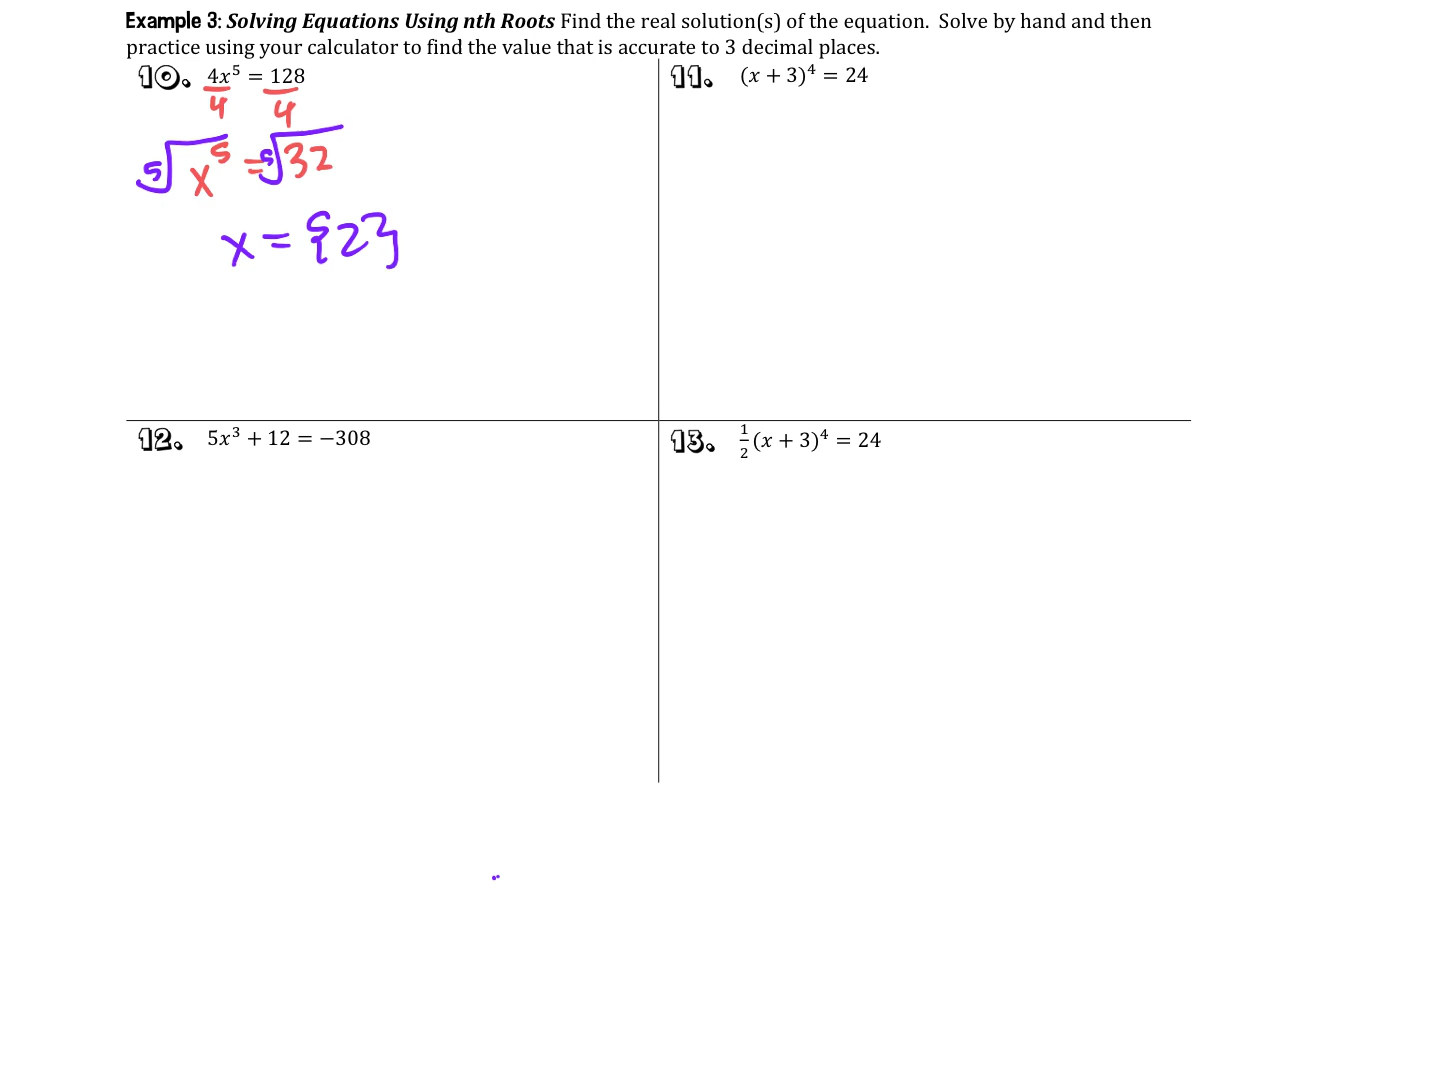 Example 3: Solving Equations Using nth Roots Find the real solution(s) of the equation. Solve by hand and then
practice using your calculator to find the value that is accurate to 3 decimal places.
10. 4x⁵ = 128
4 4
⁵√x⁵ = ⁵√32
x = {2}
11. (x + 3)⁴ = 24
12. 5x³ + 12 = −308
13. 1/2(x + 3)⁴ = 24